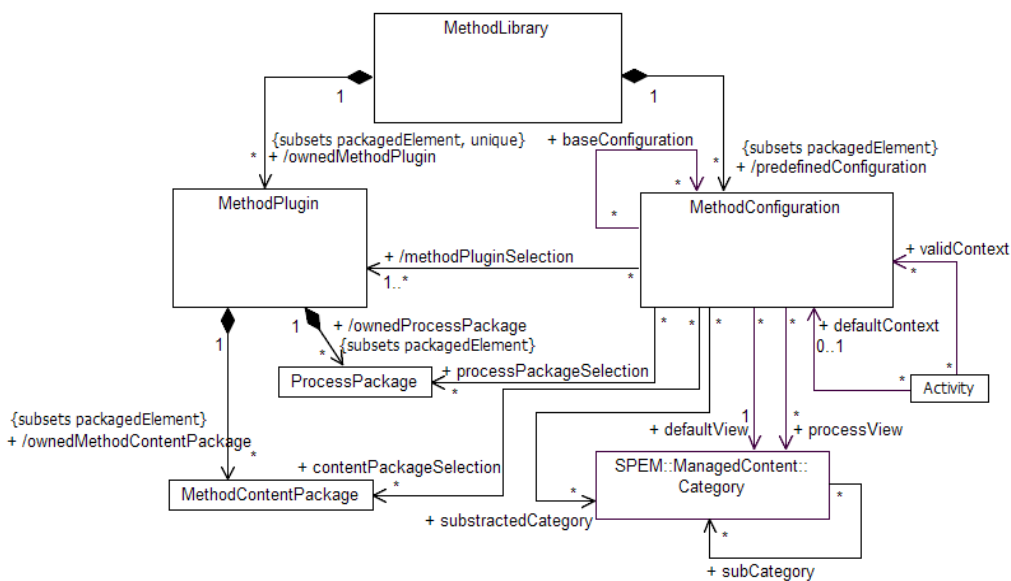 MethodLibrary
1
1
{subsets packagedElement, unique}
* + /ownedMethodPlugin
+ baseConfiguration
{subsets packagedElement}
* + /predefinedConfiguration
*
*
MethodPlugin
MethodConfiguration
+ /methodPluginSelection
1..*
*
+ validContext
*
1
1
+ /ownedProcessPackage
* {subsets packagedElement}
* * * * *
+ defaultContext
0..1
*
*
ProcessPackage
+ processPackageSelection
*
Activity
{subsets packagedElement}
+ /ownedMethodContentPackage
*
1
*
+ defaultView
+ processView
+ contentPackageSelection
*
MethodContentPackage
SPEM::ManagedContent::
Category
*
*
+ substractedCategory
*
+ subCategory